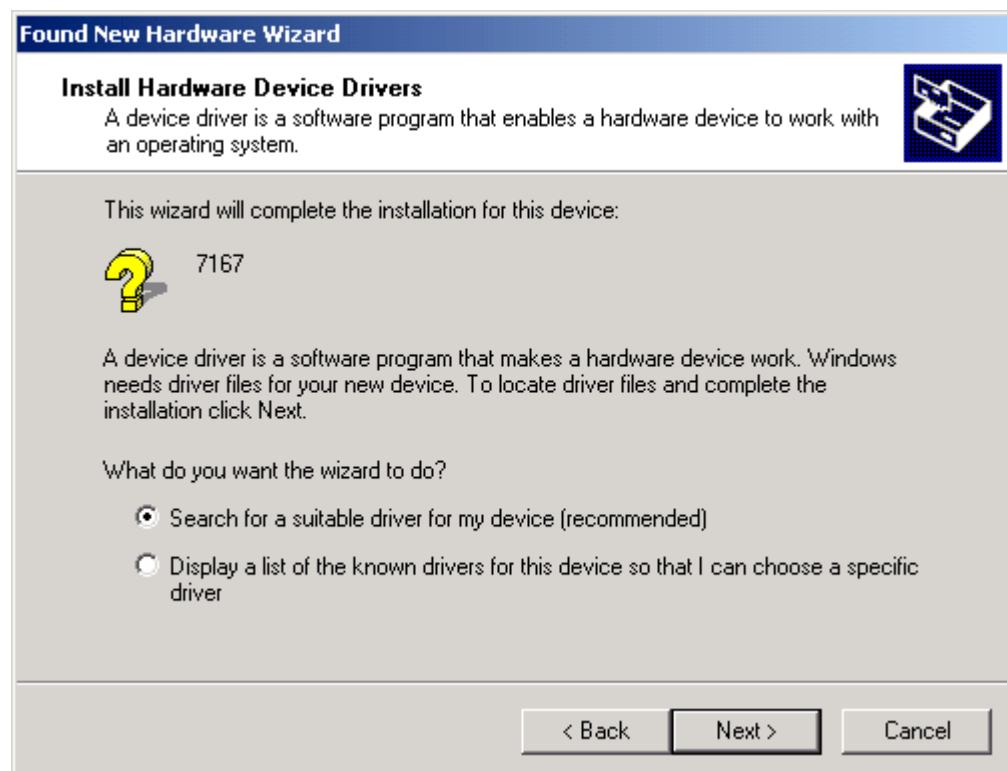 Found New Hardware Wizard
Install Hardware Device Drivers
A device driver is a software program that enables a hardware device to work with
an operating system.
This wizard will complete the installation for this device:
7167
A device driver is a software program that makes a hardware device work. Windows
needs driver files for your new device. To locate driver files and complete the
installation click Next.
What do you want the wizard to do?
Search for a suitable driver for my device (recommended)
Display a list of the known drivers for this device so that I can choose a specific
driver
< Back
Next >
Cancel